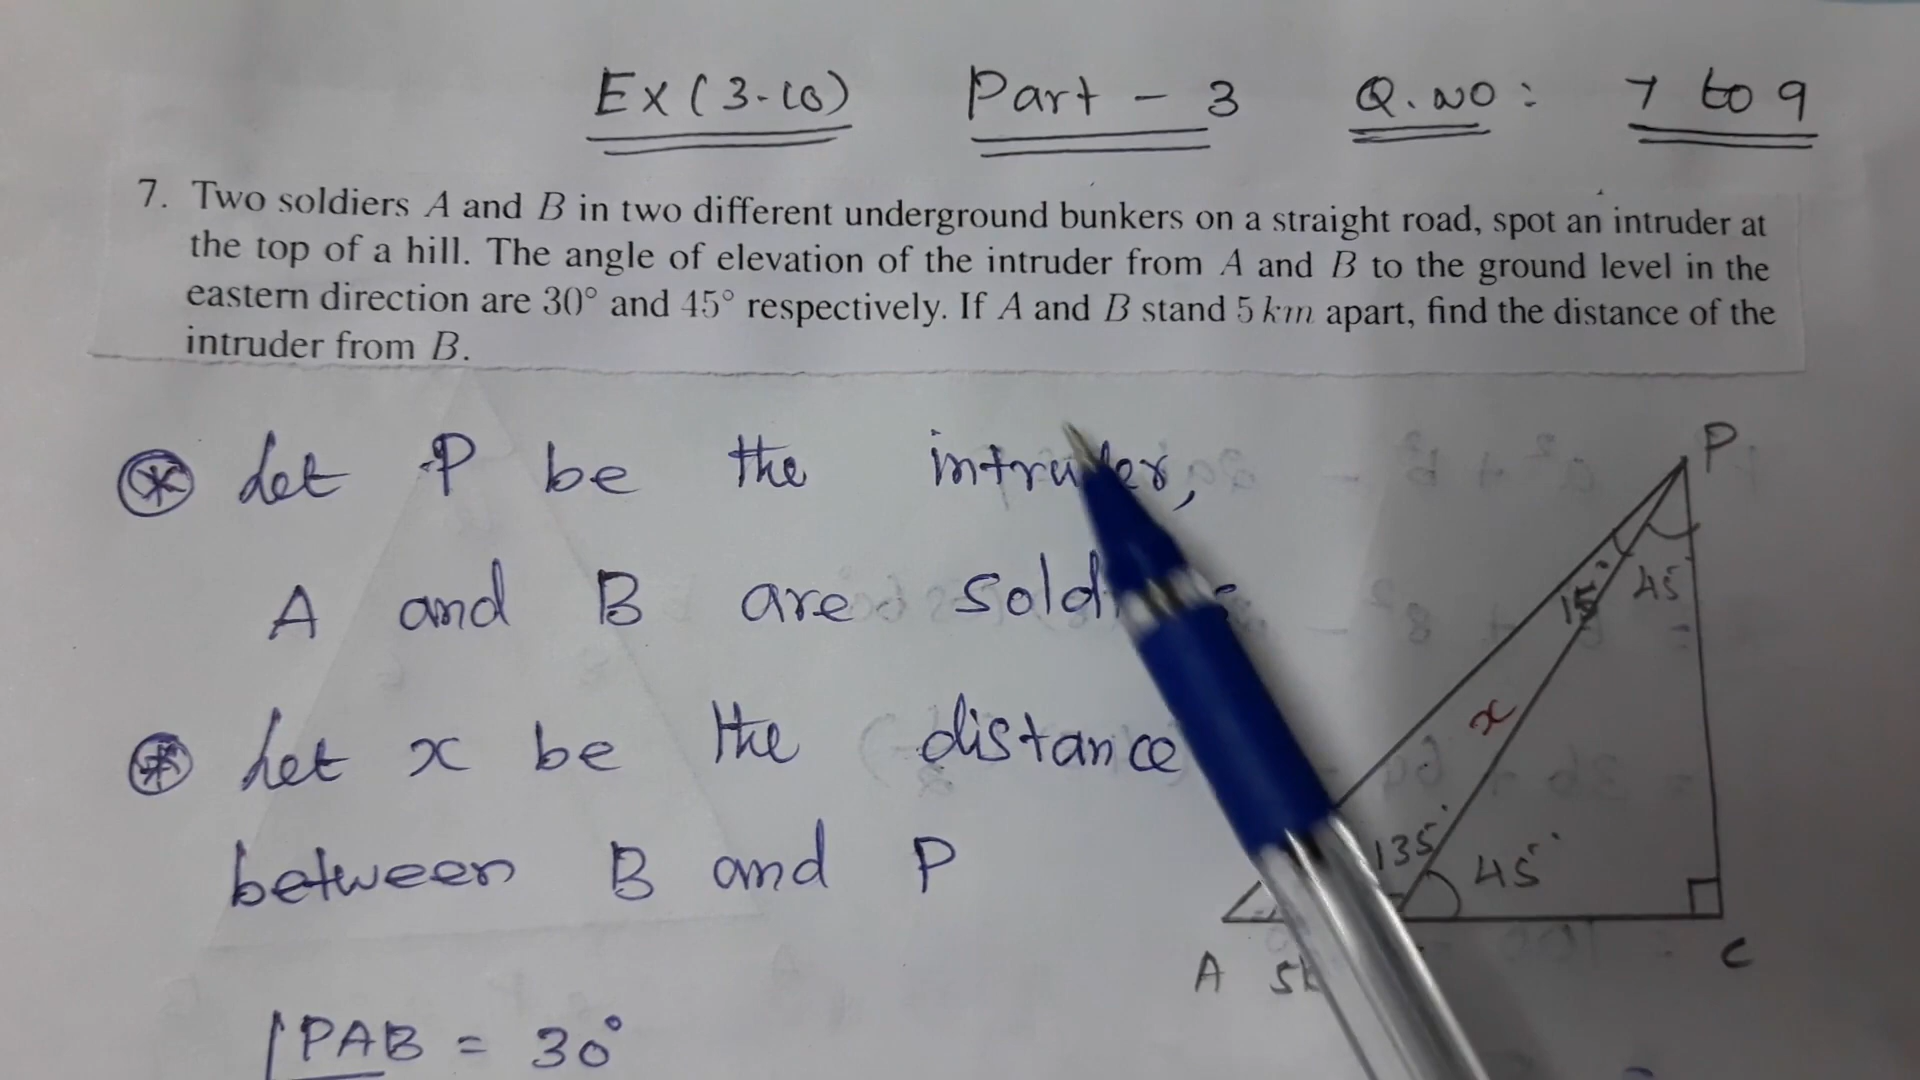 Ex (3-10) Part - 3 Q. NO : 7 to 9
7. Two soldiers A and B in two different underground bunkers on a straight road, spot an intruder at
the top of a hill. The angle of elevation of the intruder from A and B to the ground level in the
eastern direction are 30° and 45° respectively. If A and B stand 5 km apart, find the distance of the
intruder from B.
Let P be the intruder,
A and B are
Let x be the distance
between B and P
PAB = 30°
P
15°
45
x
135°
45°
A
C